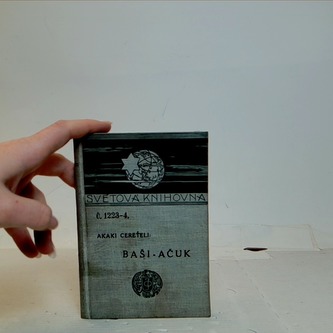 SVĚTOVÁ KNIHOVNA
Č. 1223-4.
AKAKI CERETELI:
BAŠI-AČUK